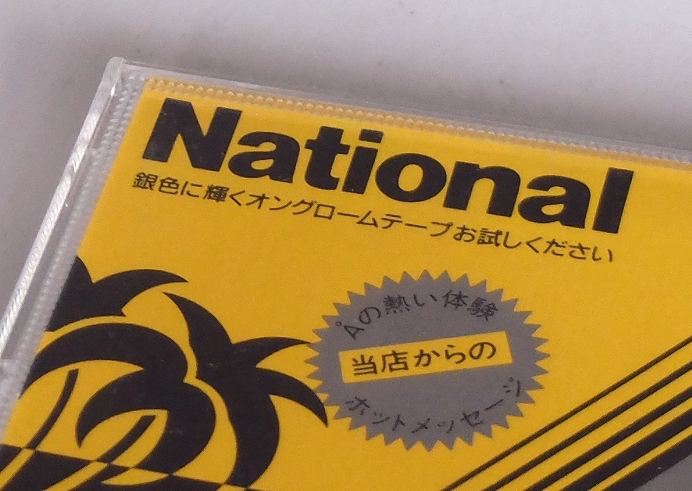 National
銀色に輝くオングロームテープお試しください
Åの熱い体験
当店からの
ホットメッセージ